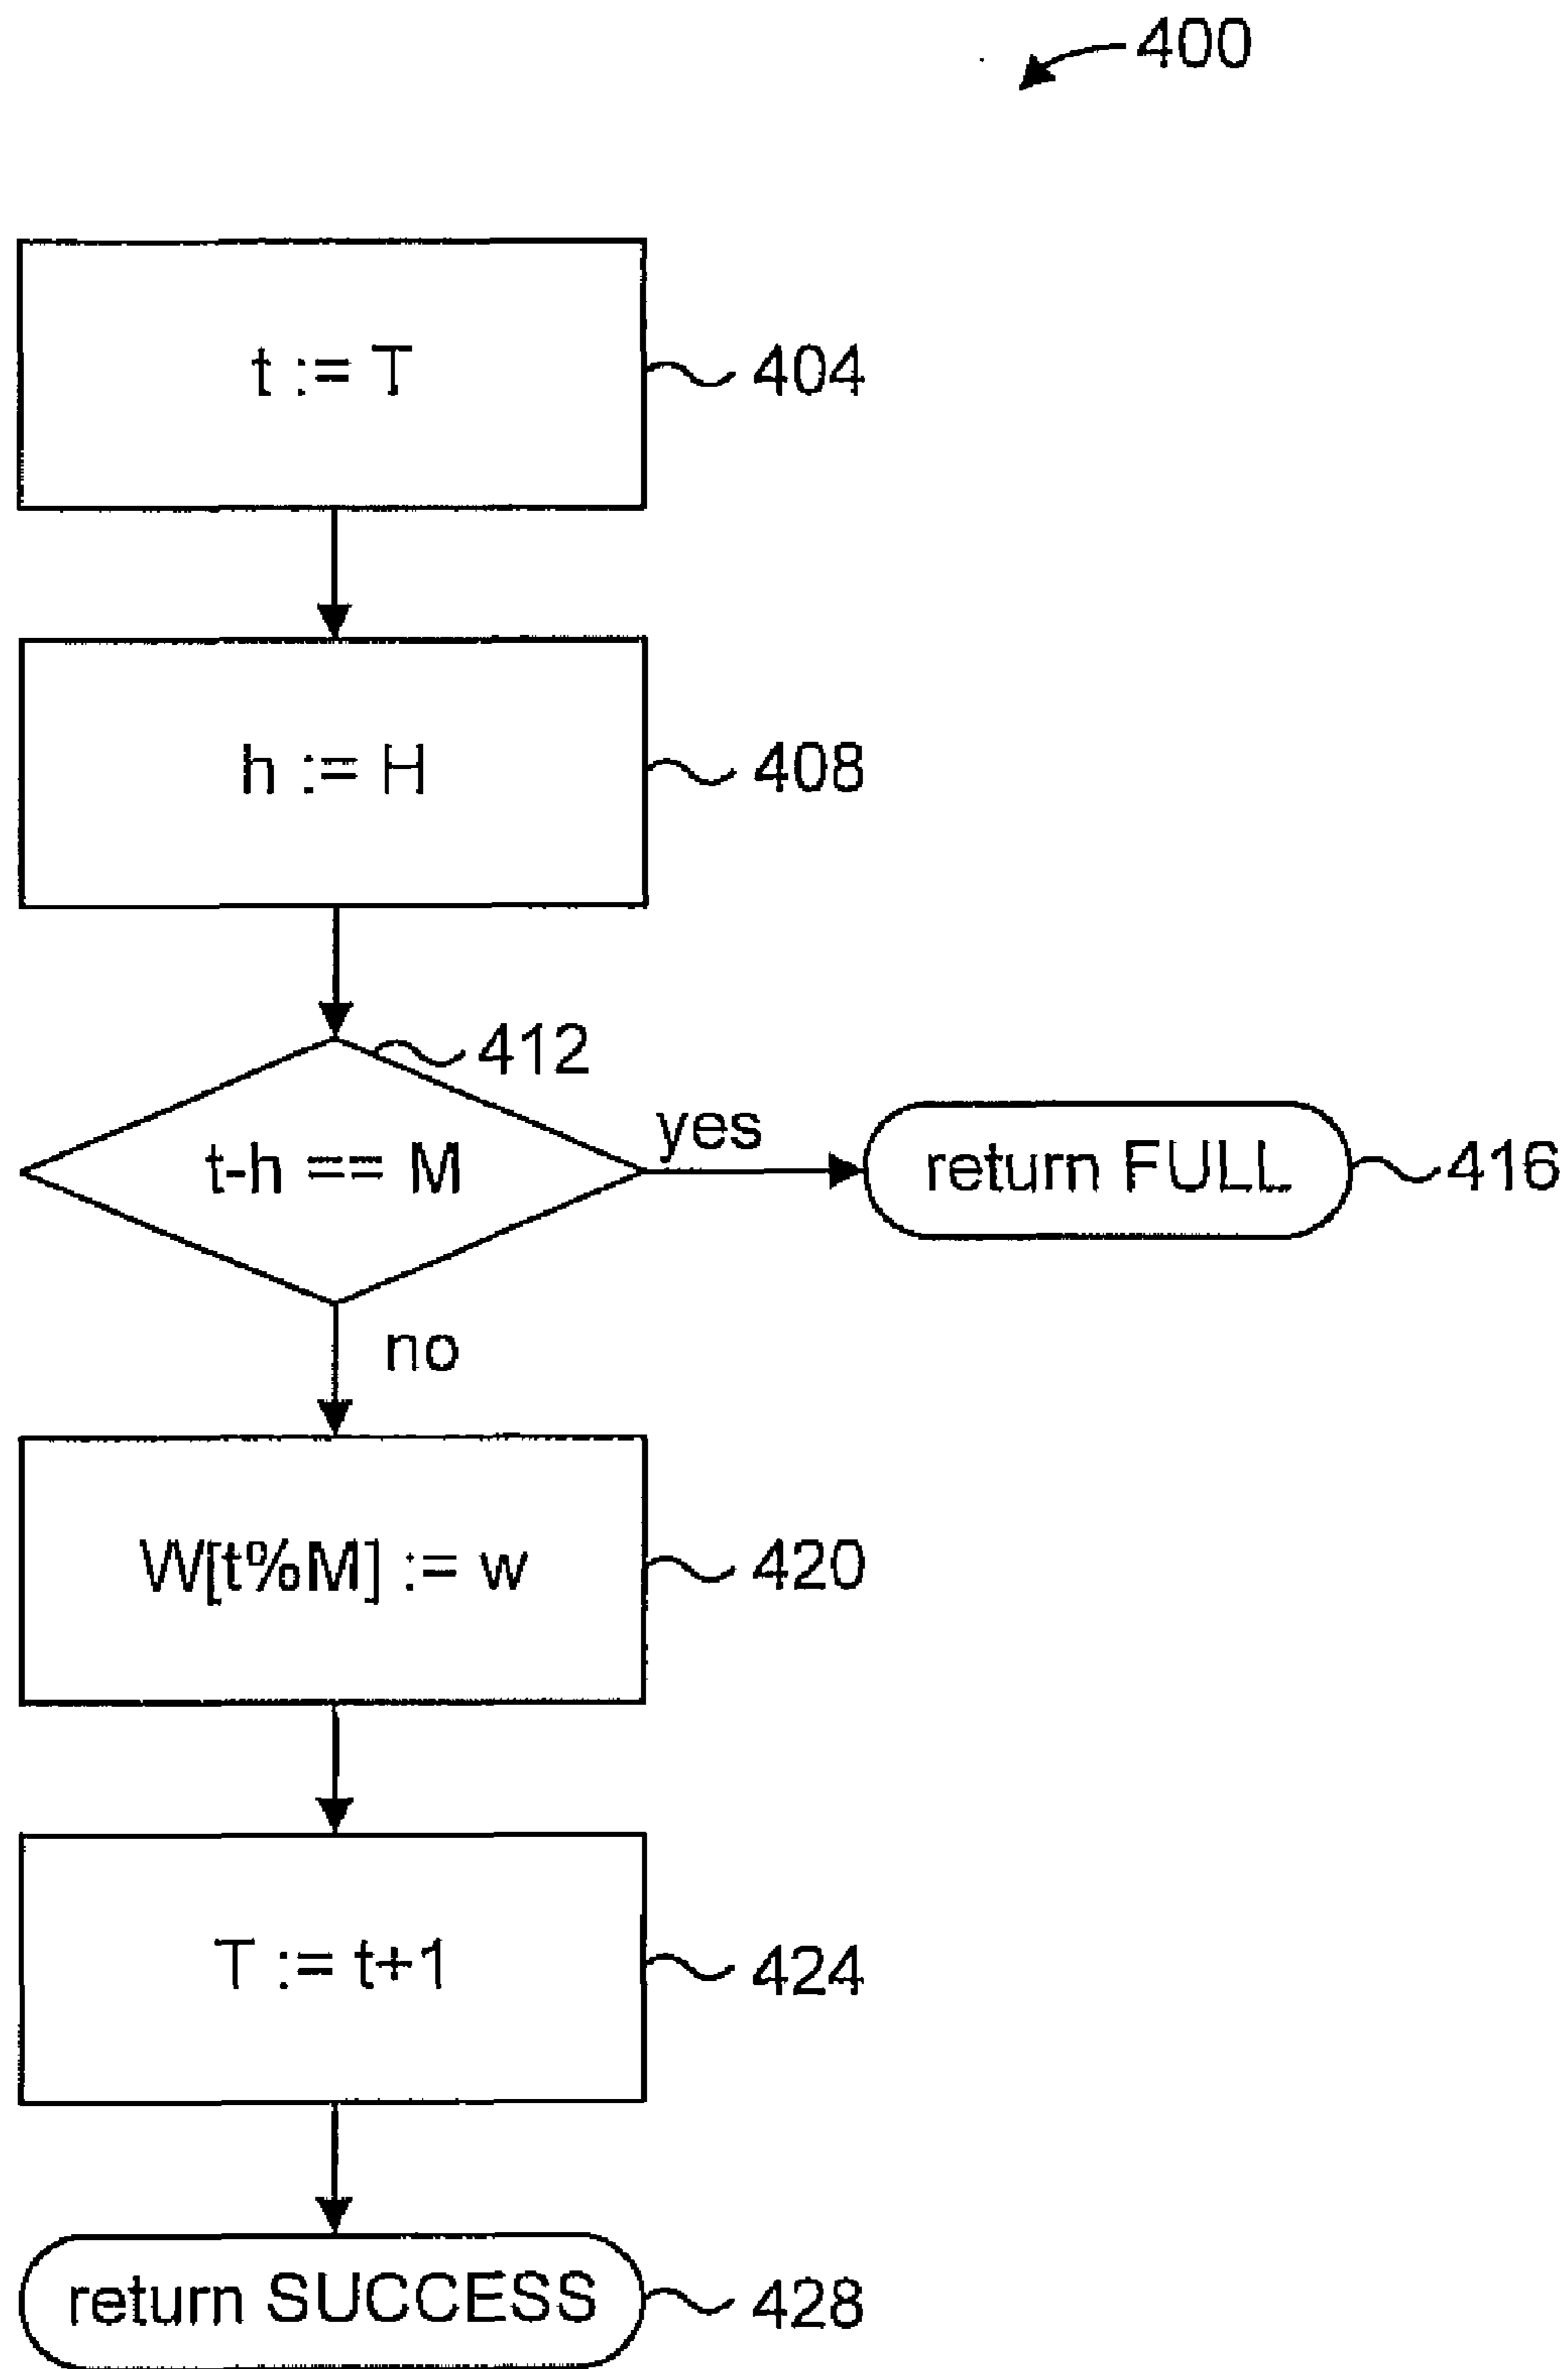 400
t := T
404
h := H
408
412
t-h == M
yes
return FULL
416
no
W[t%M] := w
420
T := t+1
424
return SUCCESS
428